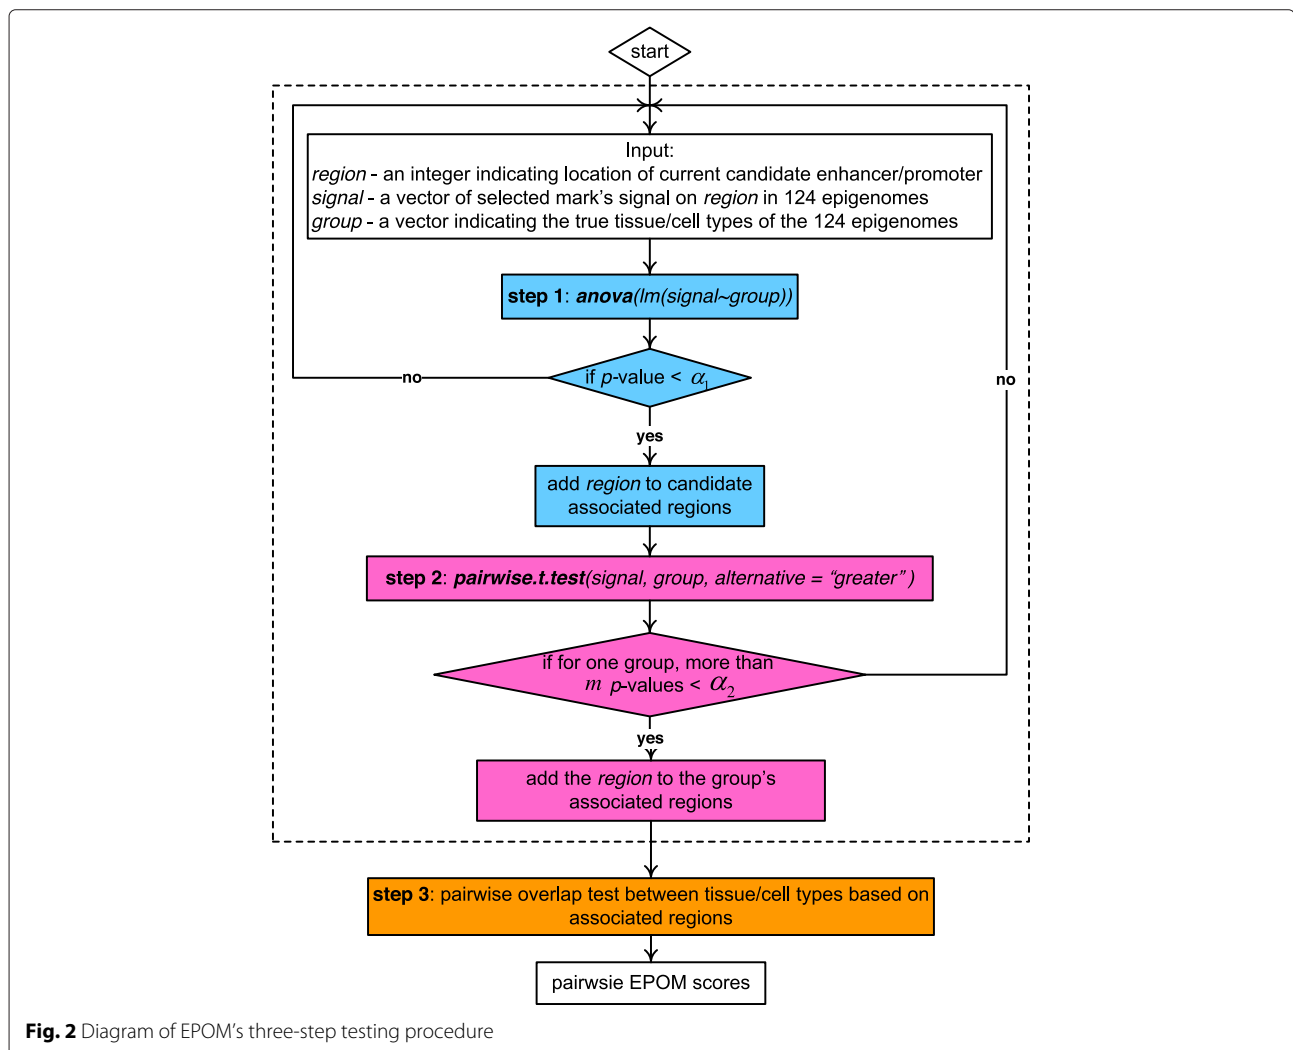 start
Input:
region - an integer indicating location of current candidate enhancer/promoter
signal - a vector of selected mark's signal on region in 124 epigenomes
group - a vector indicating the true tissue/cell types of the 124 epigenomes
step 1: anova(lm(signal~group))
if p-value < α₁
no
no
yes
add region to candidate
associated regions
step 2: pairwise.t.test(signal, group, alternative = “greater” )
if for one group, more than
m p-values < α₂
yes
add the region to the group's
associated regions
step 3: pairwise overlap test between tissue/cell types based on
associated regions
pairwsie EPOM scores
Fig. 2 Diagram of EPOM's three-step testing procedure